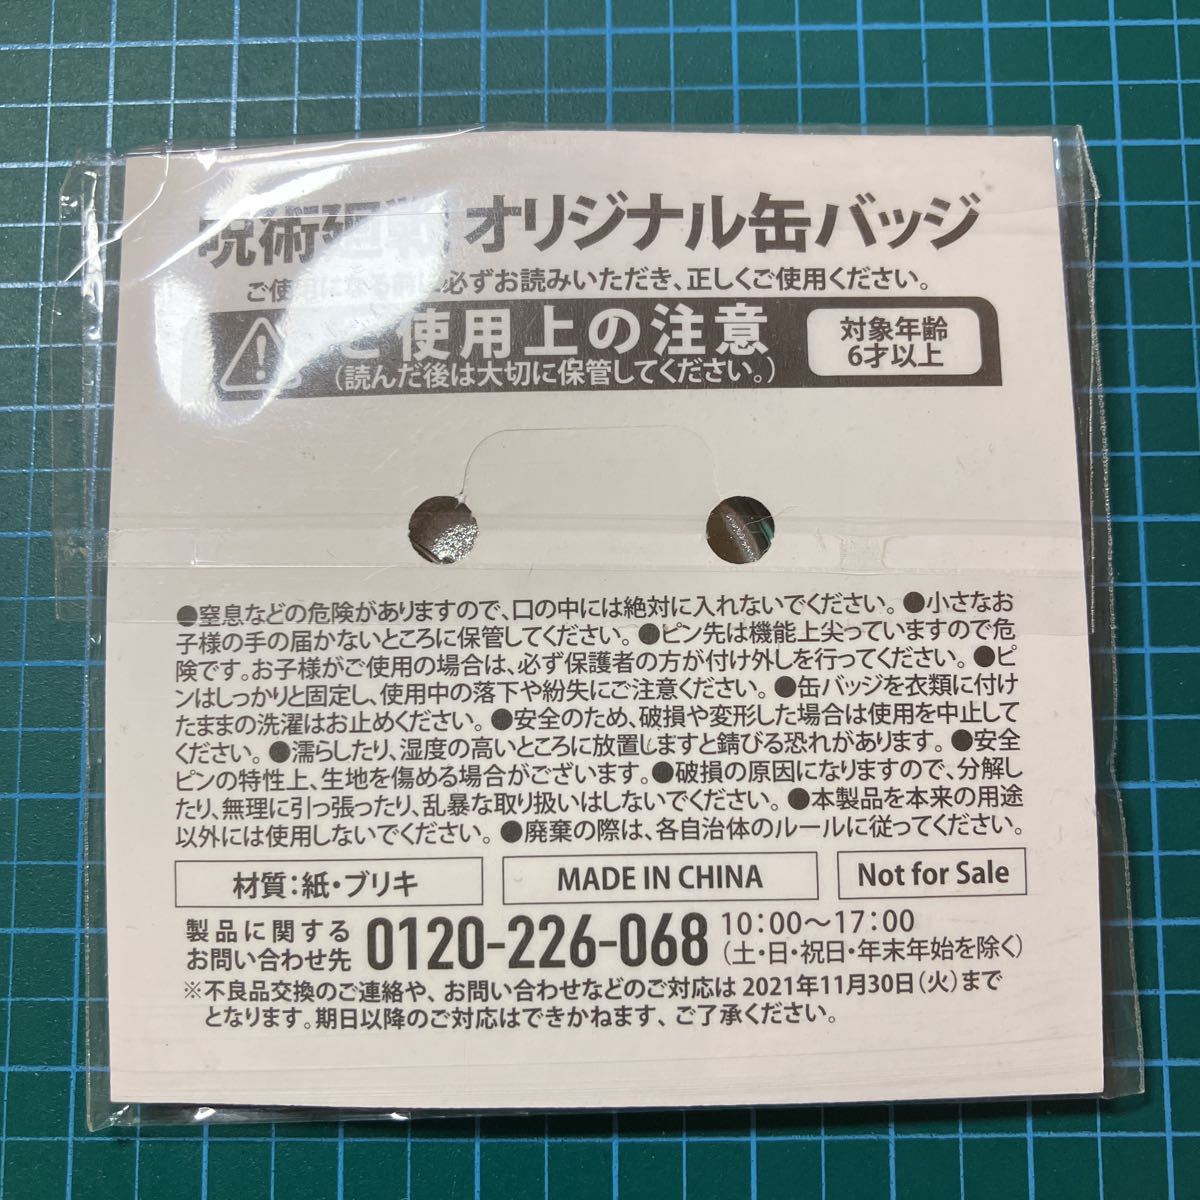 呪術廻戦 オリジナル缶バッジ
ご使用になる前に必ずお読みいただき、正しくご使用ください。
ご使用上の注意
(読んだ後は大切に保管してください。)
対象年齢
6才以上
●窒息などの危険がありますので、口の中には絶対に入れないでください。●小さなお
子様の手の届かないところに保管してください。●ピン先は機能上尖っていますので危
険です。お子様がご使用の場合は、必ず保護者の方が付け外しを行ってください。●ピ
ンはしっかりと固定し、使用中の落下や紛失にご注意ください。●缶バッジを衣類に付け
たままの洗濯はお止めください。●安全のため、破損や変形した場合は使用を中止して
ください。●濡らしたり、湿度の高いところに放置しますと錆びる恐れがあります。●安全
ピンの特性上、生地を傷める場合がございます。●破損の原因になりますので、分解し
たり、無理に引っ張ったり、乱暴な取り扱いはしないでください。●本製品を本来の用途
以外には使用しないでください。●廃棄の際は、各自治体のルールに従ってください。
材質：紙・ブリキ
MADE IN CHINA
Not for Sale
製品に関する
お問い合わせ先
0120-226-068
10：00～17：00
(土・日・祝日・年末年始を除く)
※不良品交換のご連絡や、お問い合わせなどのご対応は 2021年11月30日(火)まで
となります。期日以降のご対応はできかねます、ご了承ください。